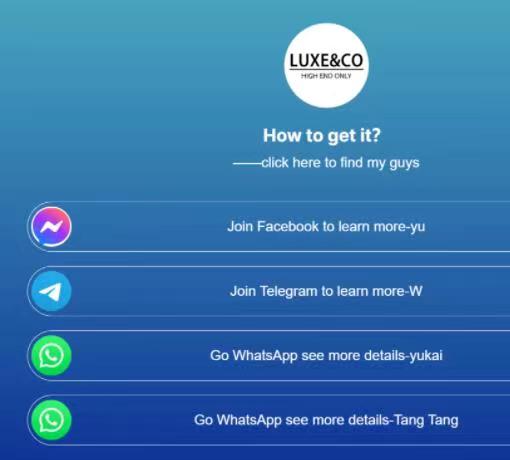 LUXE&CO
HIGH END ONLY
How to get it?
——click here to find my guys
Join Facebook to learn more-yu
Join Telegram to learn more-W
Go WhatsApp see more details-yukai
Go WhatsApp see more details-Tang Tang